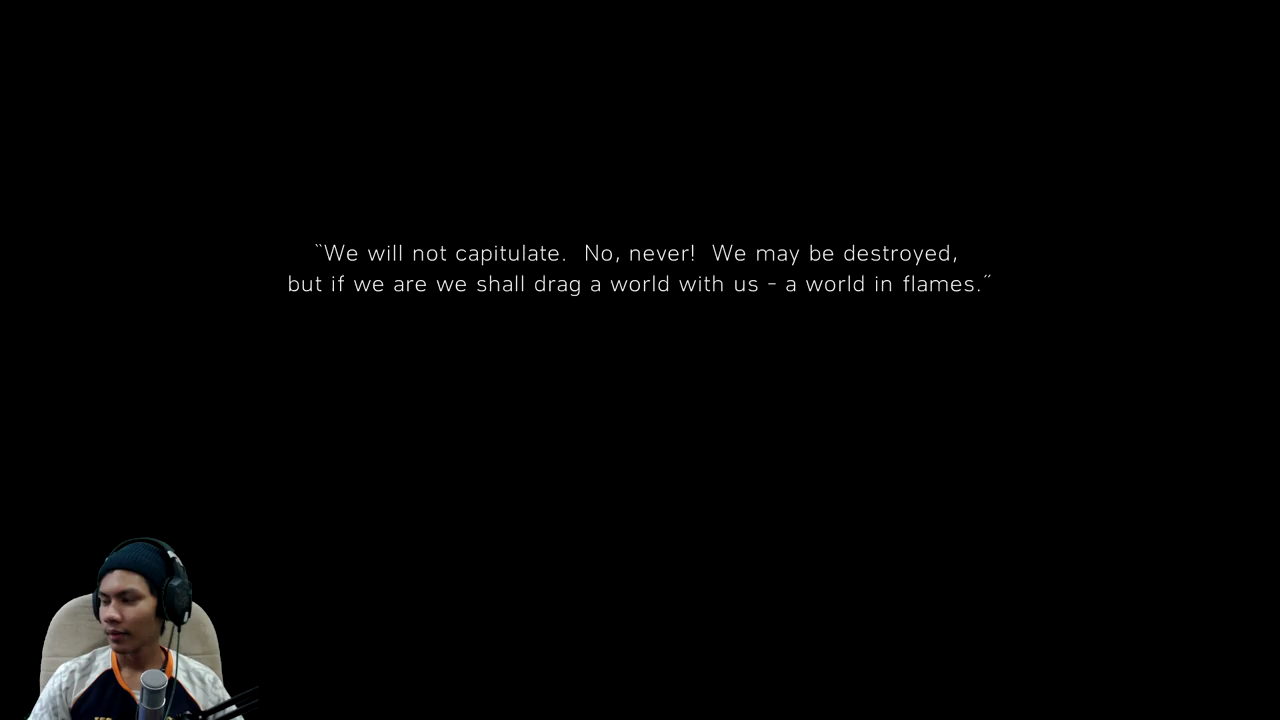 “We will not capitulate.  No, never!  We may be destroyed,
but if we are we shall drag a world with us - a world in flames.”